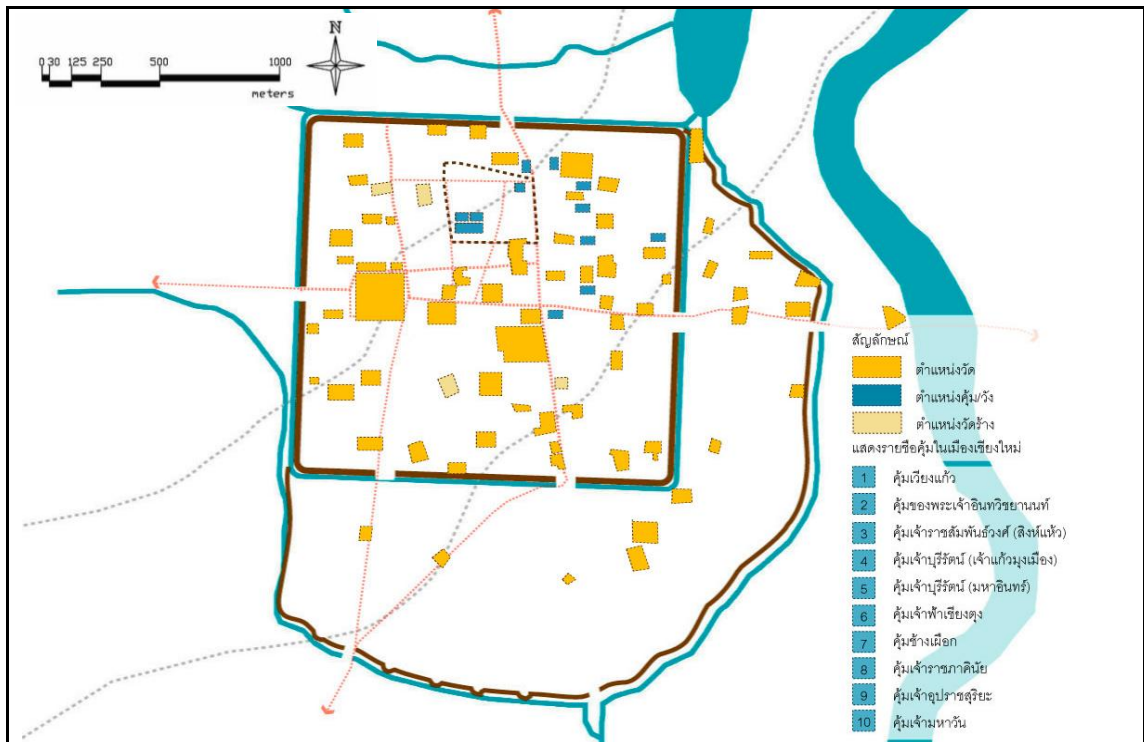 N
0 30 125 250 500 1000
meters
สัญลักษณ์
ตำแหน่งวัด
ตำแหน่งคุ้ม/วัง
ตำแหน่งวัดร้าง
แสดงรายชื่อคุ้มในเมืองเชียงใหม่
1 คุ้มเวียงแก้ว
2 คุ้มของพระเจ้าอินทวิชยานนท์
3 คุ้มเจ้าราชสัมพันธ์วงศ์ (สิงห์แห้ว)
4 คุ้มเจ้าบุรีรัตน์ (เจ้าแก้วมุงเมือง)
5 คุ้มเจ้าบุรีรัตน์ (มหาอินทร์)
6 คุ้มเจ้าฟ้าเชียงตุง
7 คุ้มช้างเผือก
8 คุ้มเจ้าราชภาคินัย
9 คุ้มเจ้าอุปราชสุริยะ
10 คุ้มเจ้ามหาวัน